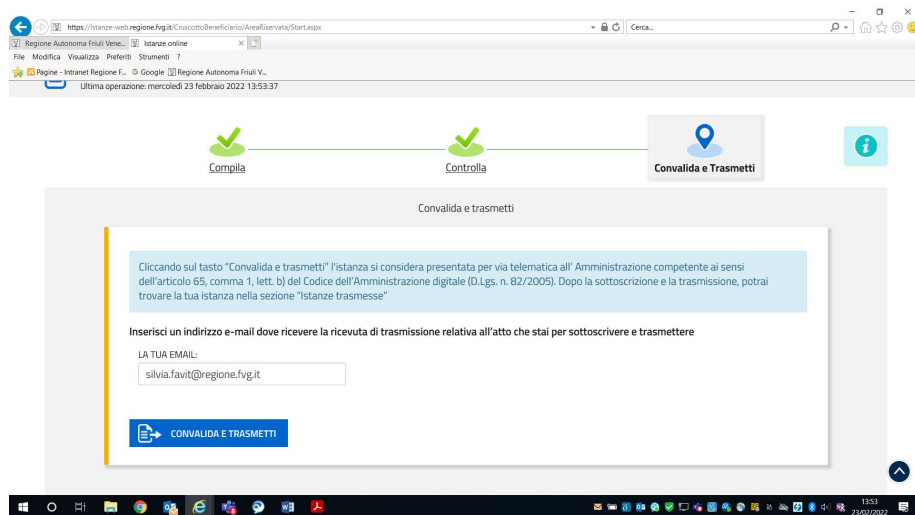 https://istanze-web.regione.fvg.it/CruscottoBeneficiario/AreaRiservata/Start.aspx
Cerca...
Regione Autonoma Friuli Vene...
Istanze online
File Modifica Visualizza Preferiti Strumenti ?
Pagine - Intranet Regione F... Google Regione Autonoma Friuli V...
Ultima operazione: mercoledì 23 febbraio 2022 13:53:37
Compila
Controlla
Convalida e Trasmetti
Convalida e trasmetti
Cliccando sul tasto "Convalida e trasmetti" l'istanza si considera presentata per via telematica all' Amministrazione competente ai sensi
dell'articolo 65, comma 1, lett. b) del Codice dell'Amministrazione digitale (D.Lgs. n. 82/2005). Dopo la sottoscrizione e la trasmissione, potrai
trovare la tua istanza nella sezione "Istanze trasmesse"
Inserisci un indirizzo e-mail dove ricevere la ricevuta di trasmissione relativa all'atto che stai per sottoscrivere e trasmettere
LA TUA EMAIL:
silvia.favit@regione.fvg.it
CONVALIDA E TRASMETTI
13:53
23/02/2022